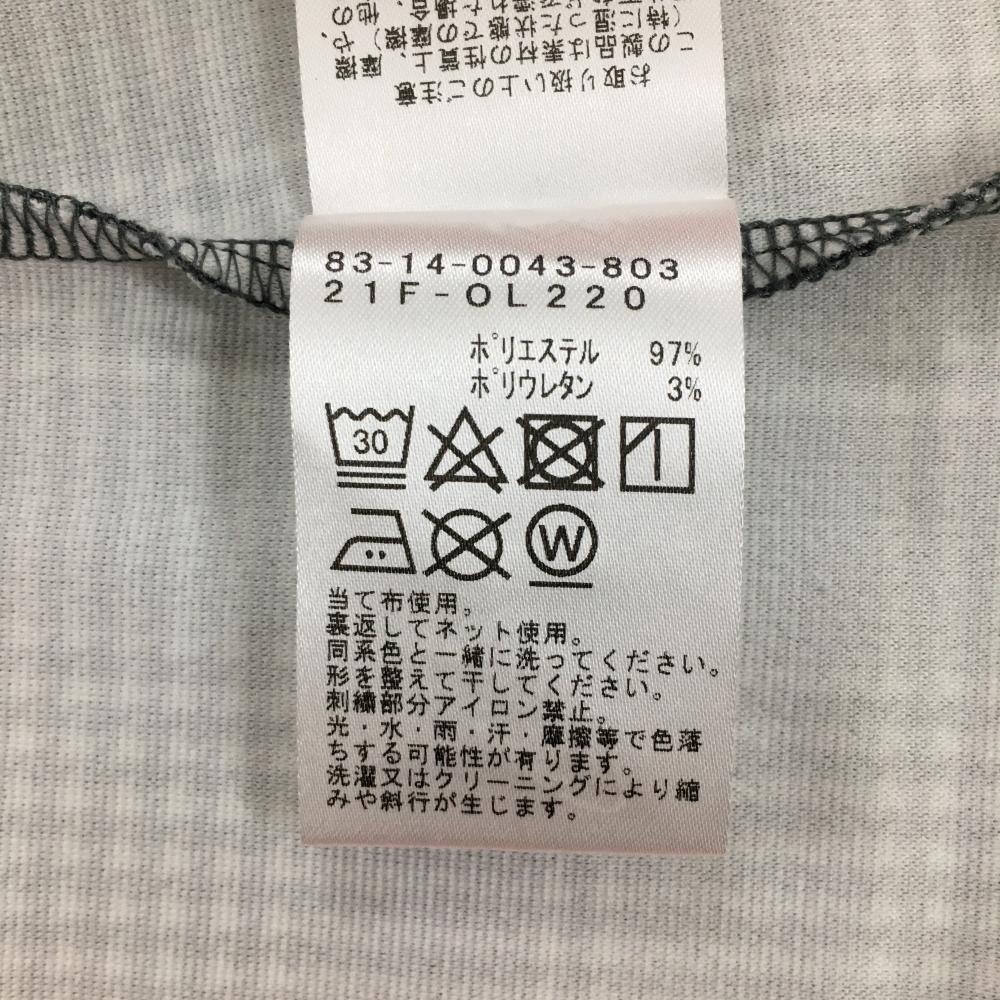 お取り扱い上のご注意
この製品は素材の性質上、摩擦
83-14-0043-803
21F-OL220
ポリエステル 97%
ポリウレタン 3%
30
W
当て布使用。
裏返してネット使用。
同系色と一緒に洗ってください。
形を整えて干してください。
刺繍部分アイロン禁止。
光・水・雨・汗・摩擦等で色落
ちする可能性が有ります。
洗濯又はクリーニングにより縮
みや斜行が生じます。